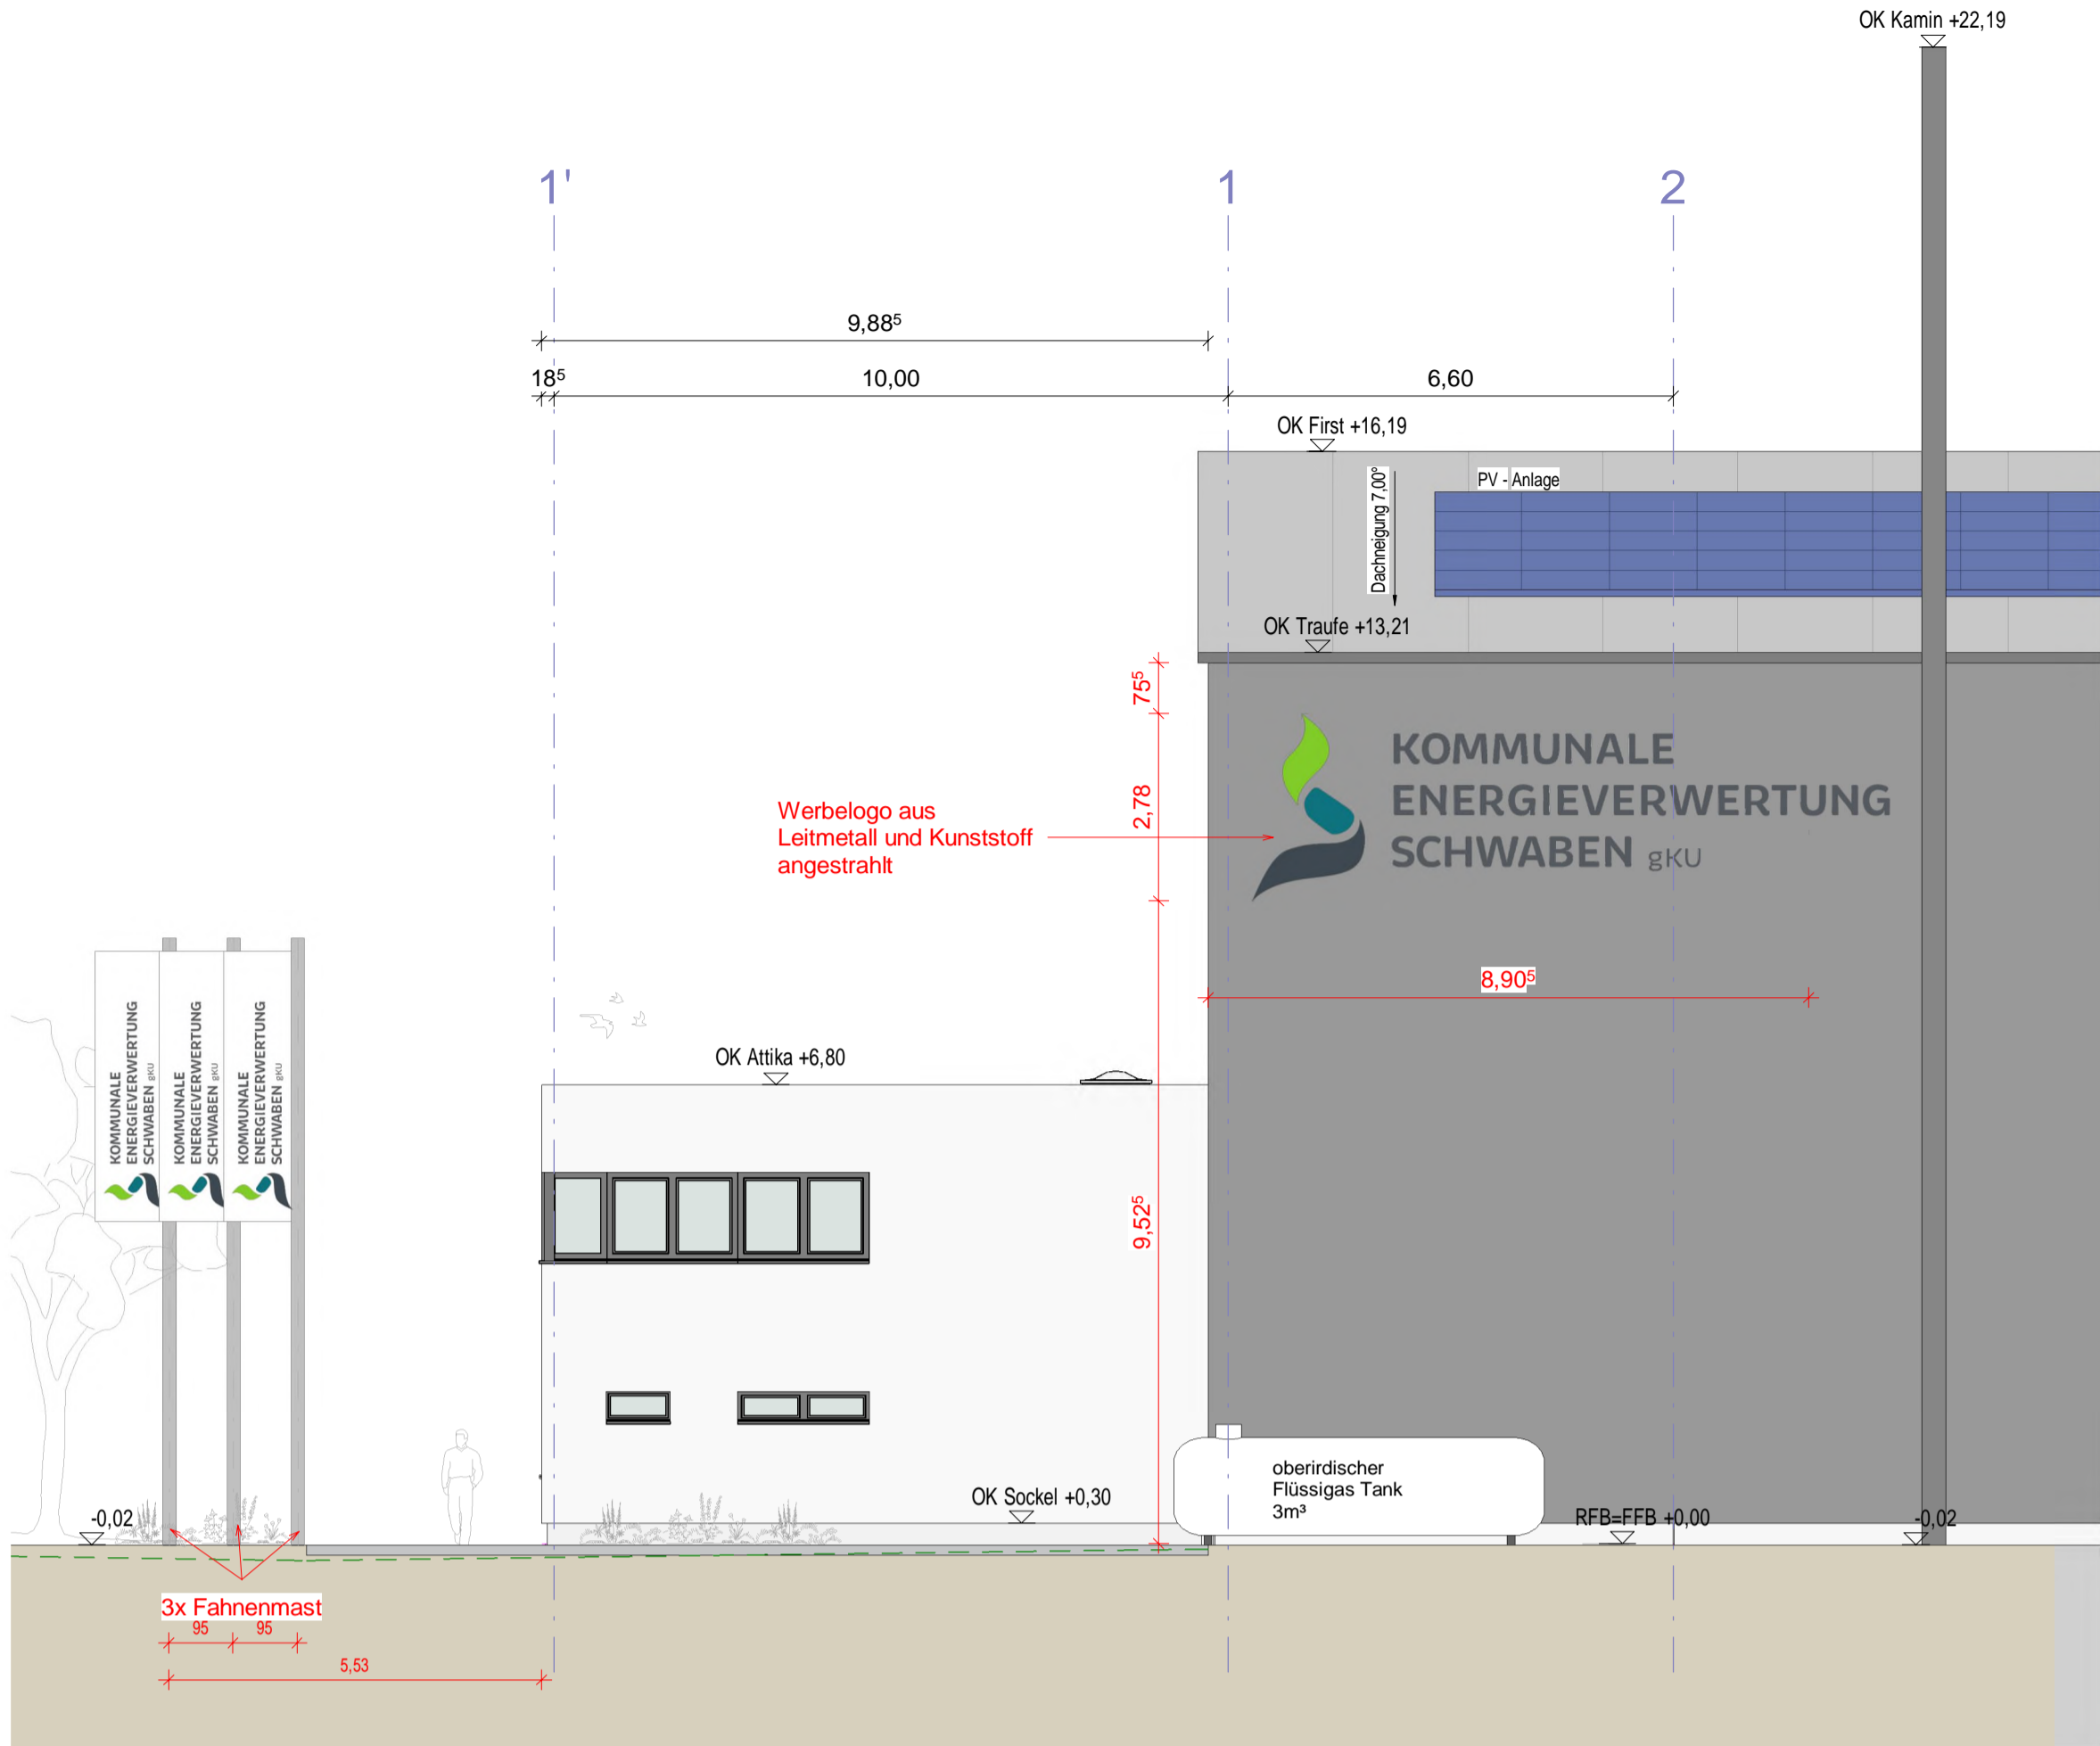 OK Kamin +22,19
1'
1
2
9,88⁵
18⁵
10,00
6,60
OK First +16,19
Dachneigung 7,00°
PV - Anlage
OK Traufe +13,21
75⁵
2,78
9,52⁵
KOMMUNALE
ENERGIEVERWERTUNG
SCHWABEN gKU
Werbelogo aus
Leitmetall und Kunststoff
angestrahlt
8,90⁵
KOMMUNALE
ENERGIEVERWERTUNG
SCHWABEN gKU
KOMMUNALE
ENERGIEVERWERTUNG
SCHWABEN gKU
KOMMUNALE
ENERGIEVERWERTUNG
SCHWABEN gKU
OK Attika +6,80
oberirdischer
Flüssigas Tank
3m³
OK Sockel +0,30
-0,02
RFB=FFB +0,00
-0,02
3x Fahnenmast
95
95
5,53